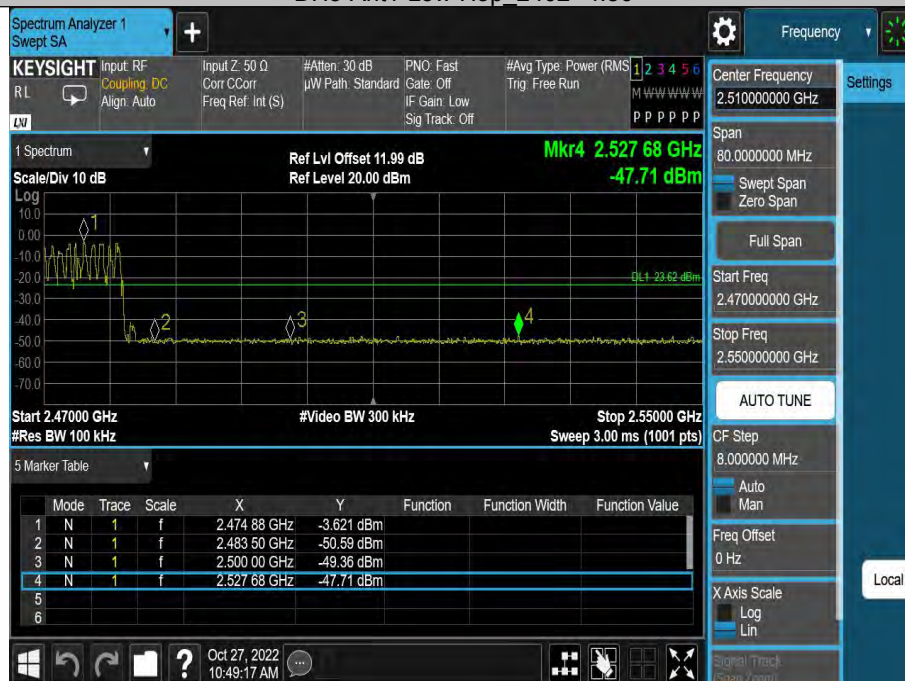 Spectrum Analyzer 1
Swept SA
+
Frequency
KEYSIGHT
RL
LXI
Input: RF
Coupling: DC
Align: Auto
Input Z: 50 Ω
Corr CCorr
Freq Ref: Int (S)
#Atten: 30 dB
µW Path: Standard
PNO: Fast
Gate: Off
IF Gain: Low
Sig Track: Off
#Avg Type: Power (RMS
Trig: Free Run
1 2 3 4 5 6
M W W W W W
P P P P P P
Center Frequency
2.510000000 GHz
Settings
Span
80.0000000 MHz
Swept Span
Zero Span
Full Span
Start Freq
2.470000000 GHz
Stop Freq
2.550000000 GHz
AUTO TUNE
CF Step
8.000000 MHz
Auto
Man
Freq Offset
0 Hz
X Axis Scale
Log
Lin
Signal Track
(Span Zoom)
Local
1 Spectrum
Scale/Div 10 dB
Ref Lvl Offset 11.99 dB
Ref Level 20.00 dBm
Mkr4 2.527 68 GHz
-47.71 dBm
Log
10.0
0.00
-10.0
-20.0
-30.0
-40.0
-50.0
-60.0
-70.0
1
2
3
4
DL1 -23.62 dBm
Start 2.47000 GHz
#Video BW 300 kHz
Stop 2.55000 GHz
#Res BW 100 kHz
Sweep 3.00 ms (1001 pts)
5 Marker Table
Mode Trace Scale X Y Function Function Width Function Value
1 N 1 f 2.474 88 GHz -3.621 dBm
2 N 1 f 2.483 50 GHz -50.59 dBm
3 N 1 f 2.500 00 GHz -49.36 dBm
4 N 1 f 2.527 68 GHz -47.71 dBm
5
6
?
Oct 27, 2022
10:49:17 AM